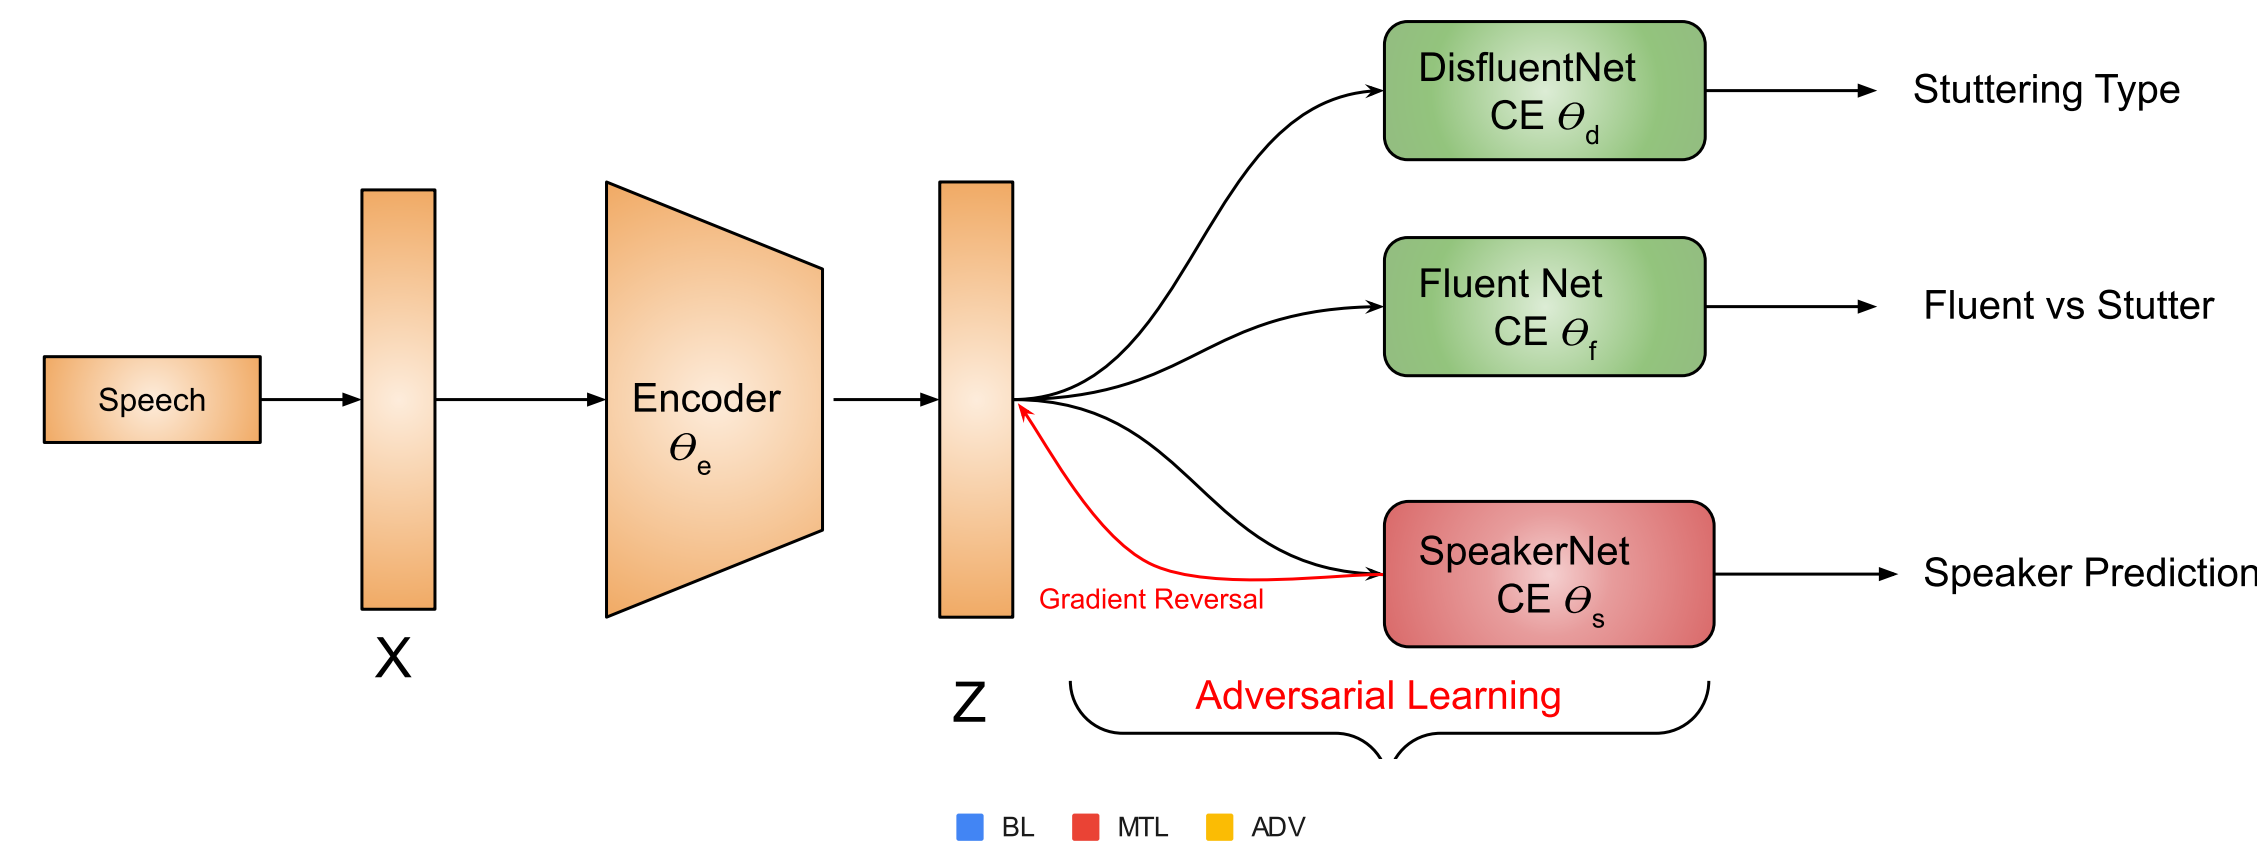 Speech
X
Encoder
θe
Z
DisfluentNet
CE θd
Stuttering Type
Fluent Net
CE θf
Fluent vs Stutter
SpeakerNet
CE θs
Speaker Prediction
Gradient Reversal
Adversarial Learning
BL MTL ADV